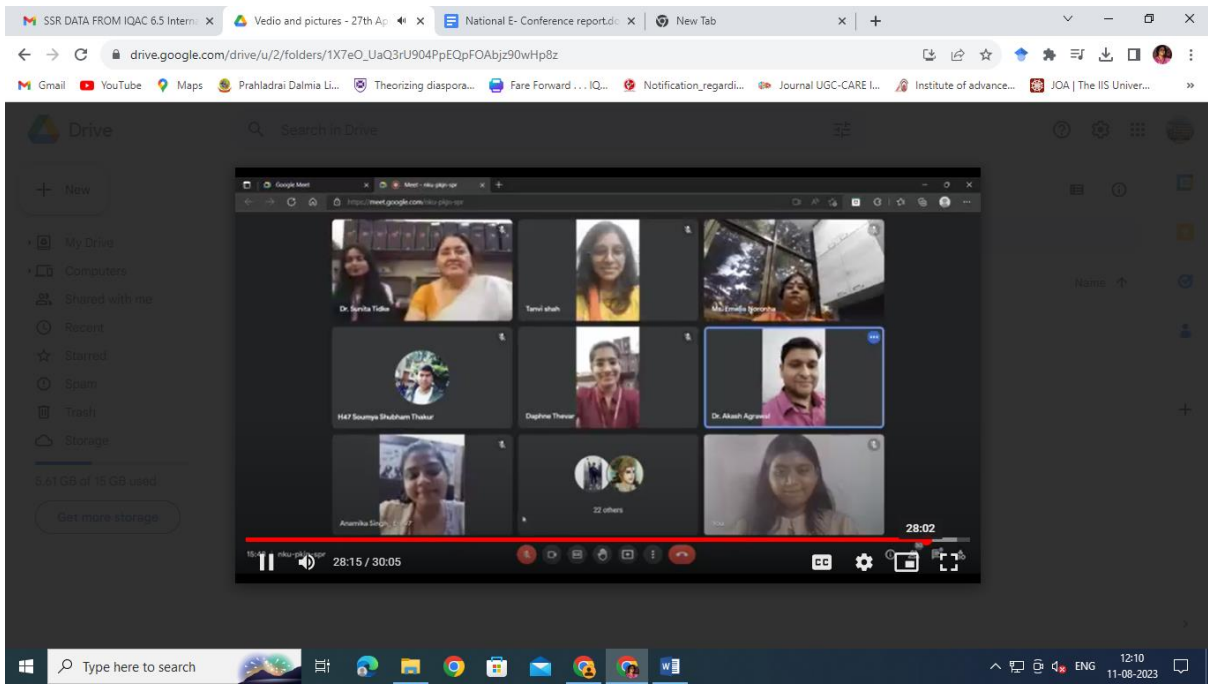 SSR DATA FROM IQAC 6.5 Interna
Vedio and pictures - 27th Ap
National E- Conference report.do
New Tab
drive.google.com/drive/u/2/folders/1X7eO_UaQ3rU904PpEQpFOAbjz90wHp8z
Gmail YouTube Maps Prahladrai Dalmia Li... Theorizing diaspora... Fare Forward . . . IQ... Notification_regardi... Journal UGC-CARE l... Institute of advance... JOA | The IIS Univer... »
Drive Search in Drive
New
My Drive
Computers
Shared with me
Recent
Starred
Spam
Trash
Storage
5.61 GB of 15 GB used
Get more storage
Name
Google Meet Meet - nku-pkjn-spr
https://meet.google.com/nku-pkjn-spr
Dr. Sunita Tidke Tanvi shah Ms. Emelia Noronha
H47 Soumya Shubham Thakur Daphne Thevar Dr. Akash Agrawal
Anamika Singh 22 others
28:02
nku-pkjn-spr
28:15 / 30:05 CC
Type here to search ENG 12:10
11-08-2023